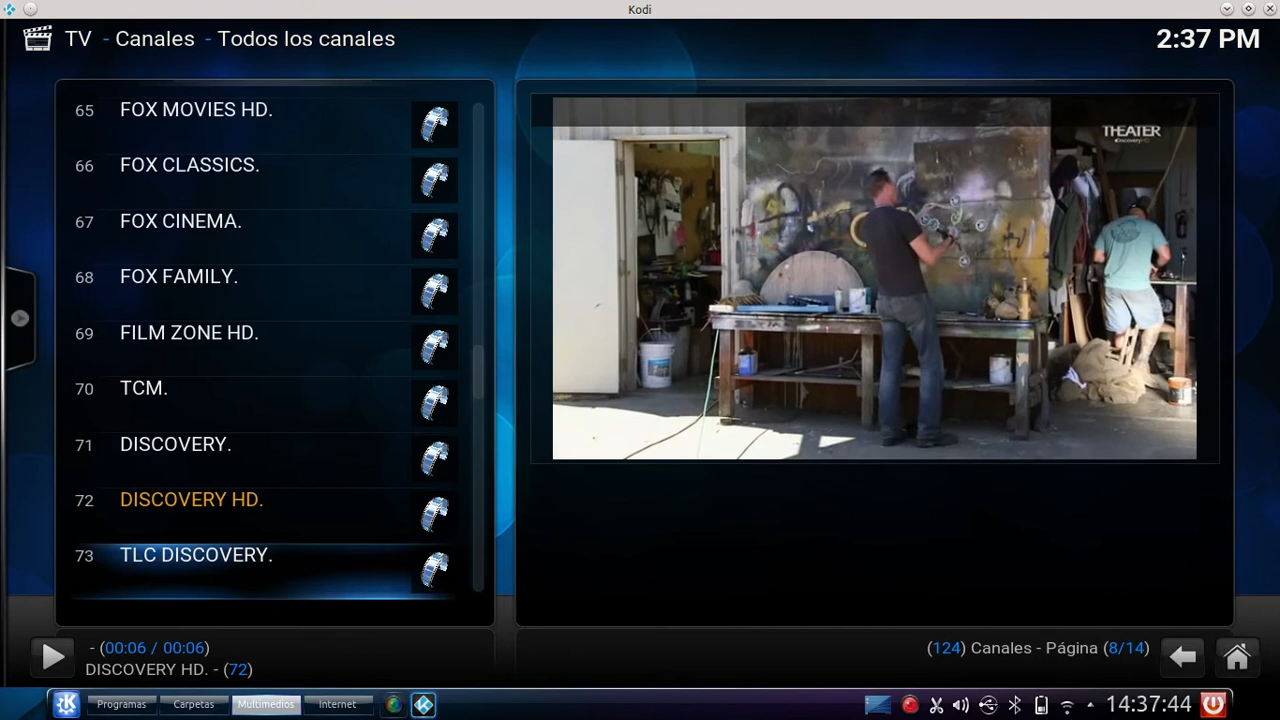 Kodi
TV - Canales - Todos los canales
2:37 PM
65 FOX MOVIES HD.
66 FOX CLASSICS.
67 FOX CINEMA.
68 FOX FAMILY.
69 FILM ZONE HD.
70 TCM.
71 DISCOVERY.
72 DISCOVERY HD.
73 TLC DISCOVERY.
THEATER
Discovery HD
- (00:06 / 00:06)
DISCOVERY HD. - (72)
(124) Canales - Página (8/14)
Programas
Carpetas
Multimedios
Internet
14:37:44